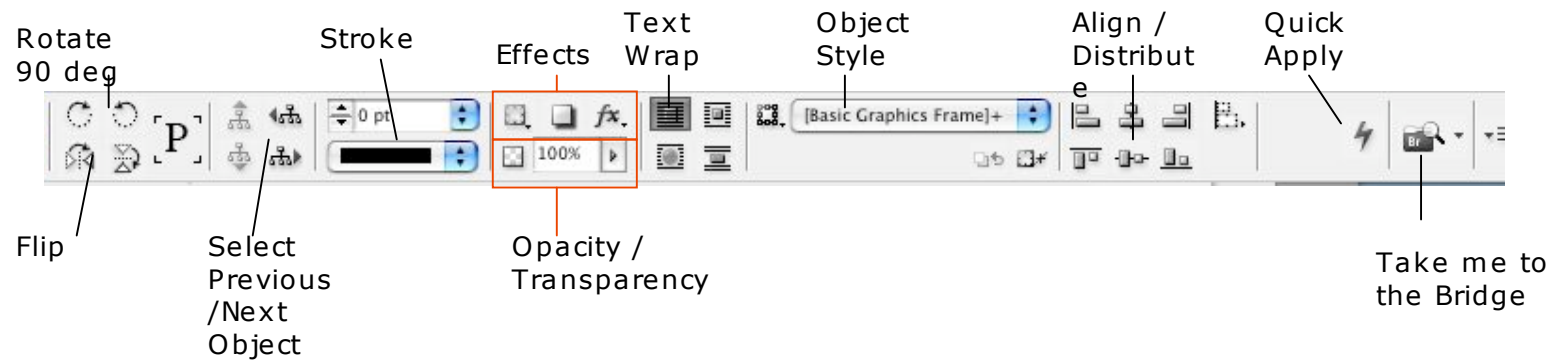 Rotate
90 deg
Stroke
Effects
Text
Wrap
Object
Style
Align /
Distribut
e
Quick
Apply
P
0 pt
fx
[Basic Graphics Frame]+
100%
Br
Flip
Select
Previous
/Next
Object
Opacity /
Transparency
Take me to
the Bridge